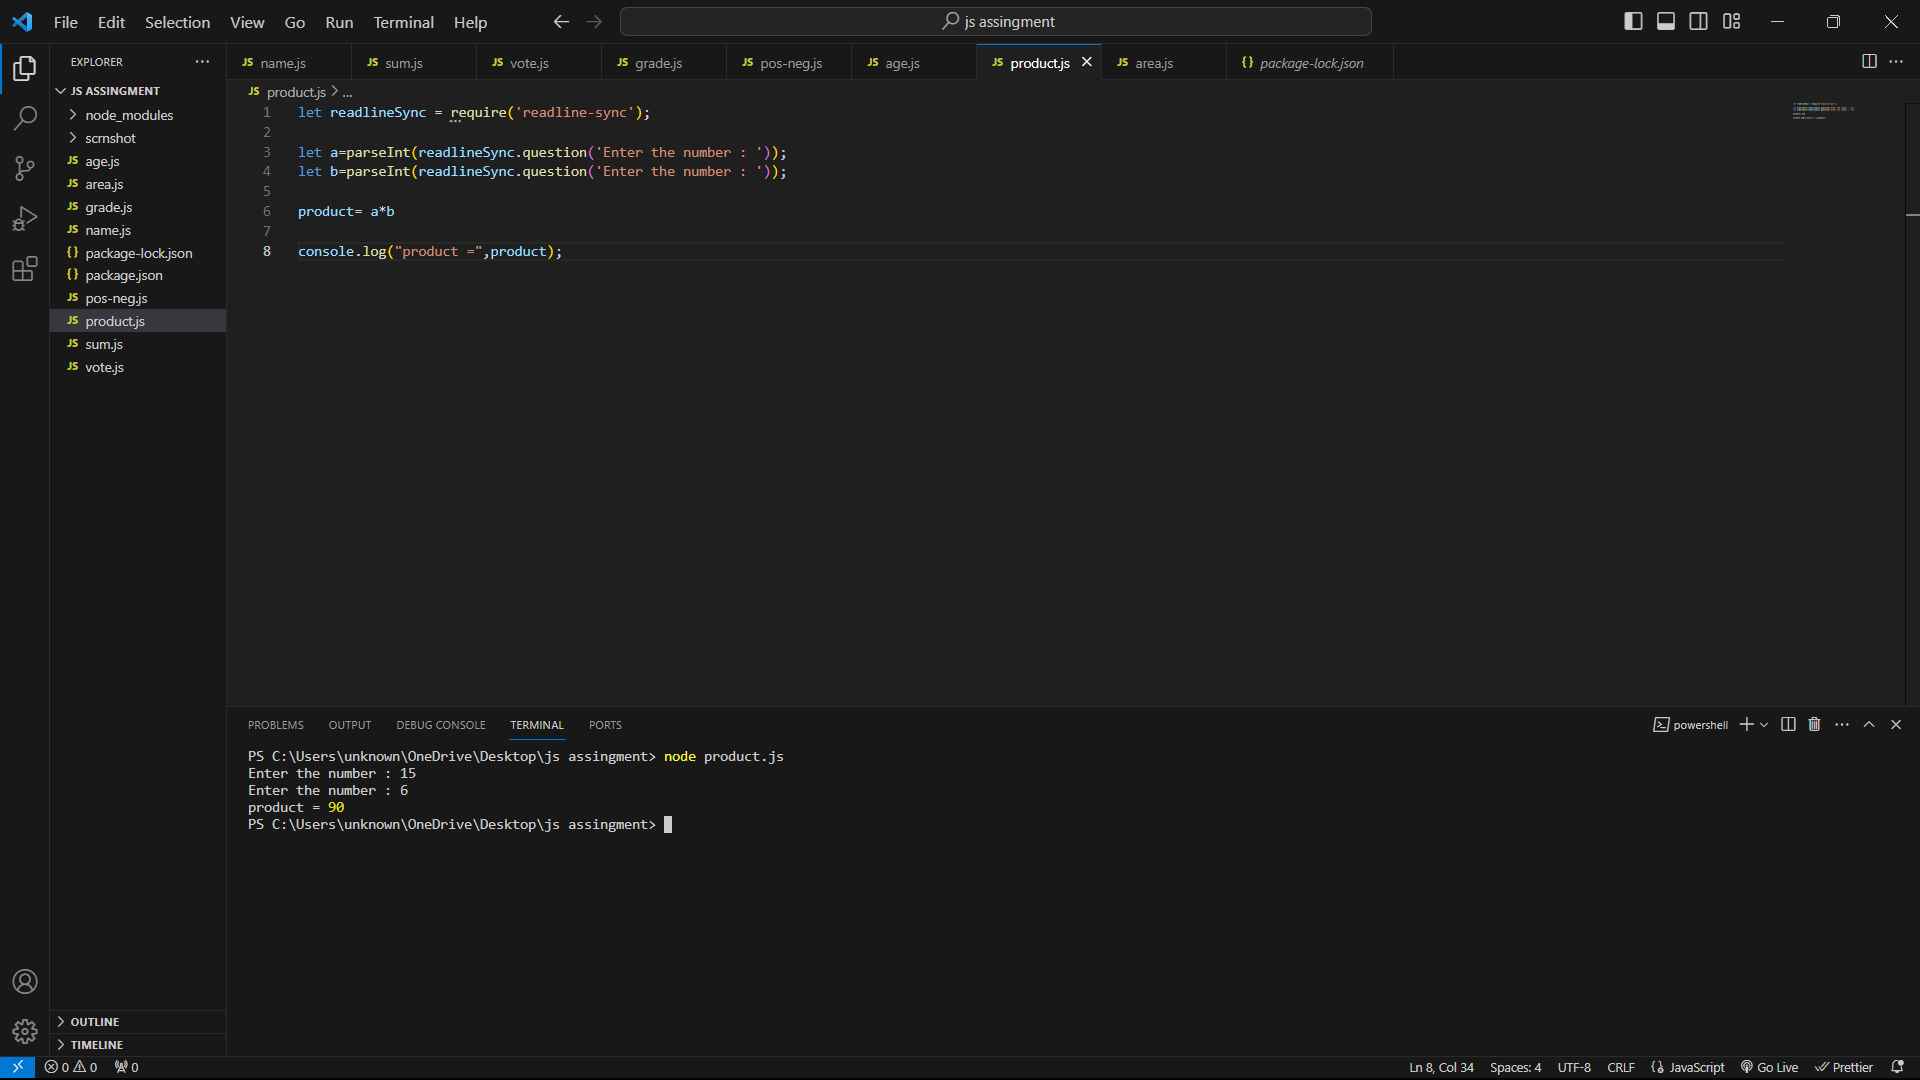 File Edit Selection View Go Run Terminal Help
js assingment
EXPLORER
JS name.js JS sum.js JS vote.js JS grade.js JS pos-neg.js JS age.js JS product.js JS area.js {} package-lock.json
JS ASSINGMENT
node_modules
scrnshot
JS age.js
JS area.js
JS grade.js
JS name.js
{} package-lock.json
{} package.json
JS pos-neg.js
JS product.js
JS sum.js
JS vote.js
OUTLINE
TIMELINE
JS product.js > ...
1 let readlineSync = require('readline-sync');
2
3 let a=parseInt(readlineSync.question('Enter the number : '));
4 let b=parseInt(readlineSync.question('Enter the number : '));
5
6 product= a*b
7
8 console.log("product =",product);
PROBLEMS OUTPUT DEBUG CONSOLE TERMINAL PORTS
powershell
PS C:\Users\unknown\OneDrive\Desktop\js assingment> node product.js
Enter the number : 15
Enter the number : 6
product = 90
PS C:\Users\unknown\OneDrive\Desktop\js assingment>
0 0 0
Ln 8, Col 34 Spaces: 4 UTF-8 CRLF {} JavaScript Go Live Prettier